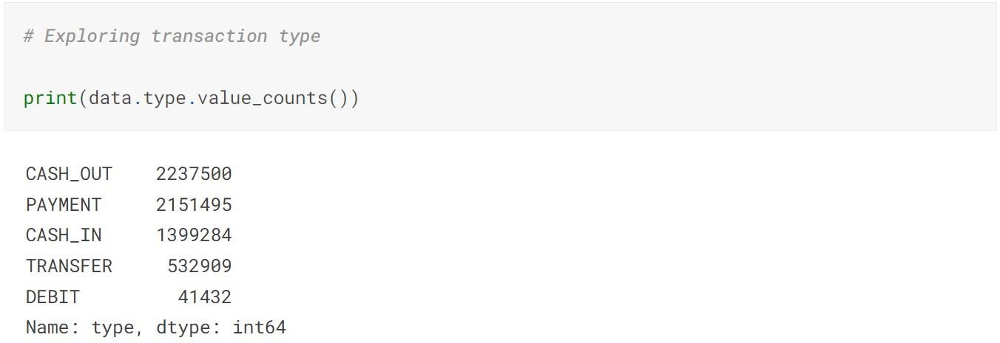 # Exploring transaction type
print(data.type.value_counts())
CASH_OUT    2237500
PAYMENT     2151495
CASH_IN     1399284
TRANSFER     532909
DEBIT         41432
Name: type, dtype: int64